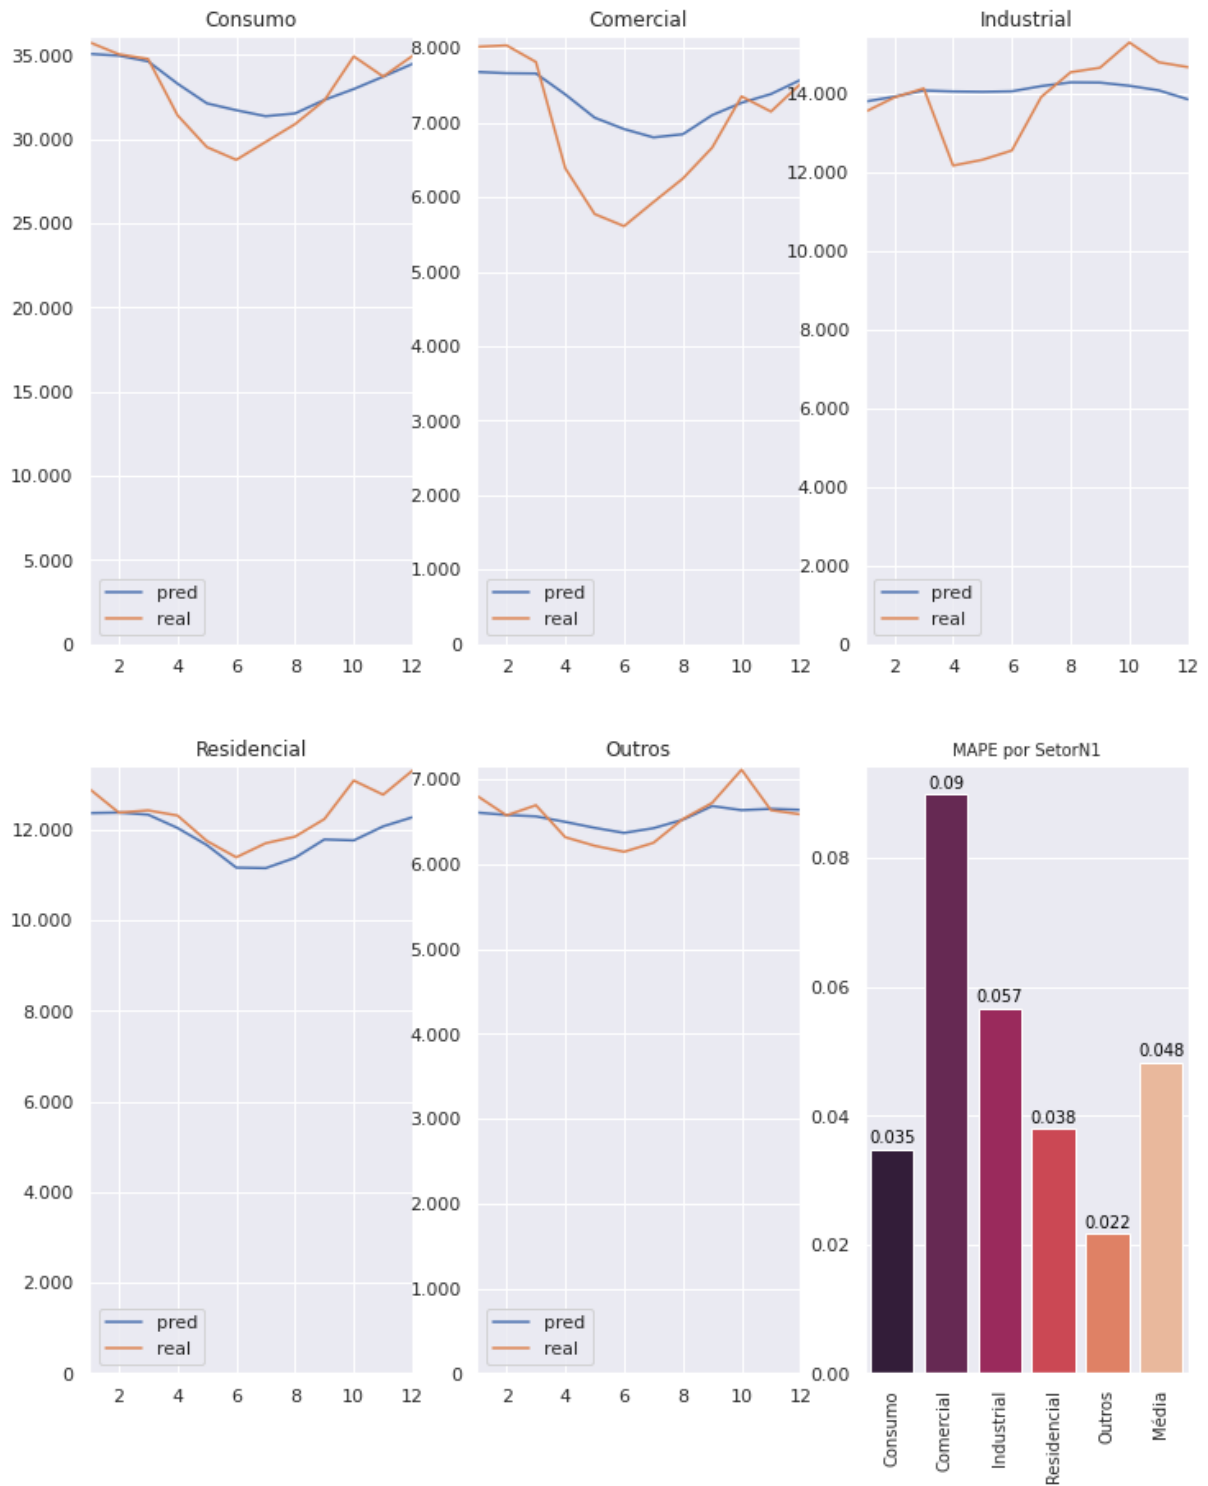 Consumo
35.000
30.000
25.000
20.000
15.000
10.000
5.000
0
pred
real
2 4 6 8 10 12
Comercial
8.000
7.000
6.000
5.000
4.000
3.000
2.000
1.000
0
pred
real
2 4 6 8 10 12
Industrial
14.000
12.000
10.000
8.000
6.000
4.000
2.000
0
pred
real
2 4 6 8 10 12
Residencial
12.000
10.000
8.000
6.000
4.000
2.000
0
pred
real
2 4 6 8 10 12
Outros
7.000
6.000
5.000
4.000
3.000
2.000
1.000
0
pred
real
2 4 6 8 10 12
MAPE por SetorN1
0.08
0.06
0.04
0.02
0.00
0.035
0.09
0.057
0.038
0.022
0.048
Consumo
Comercial
Industrial
Residencial
Outros
Média